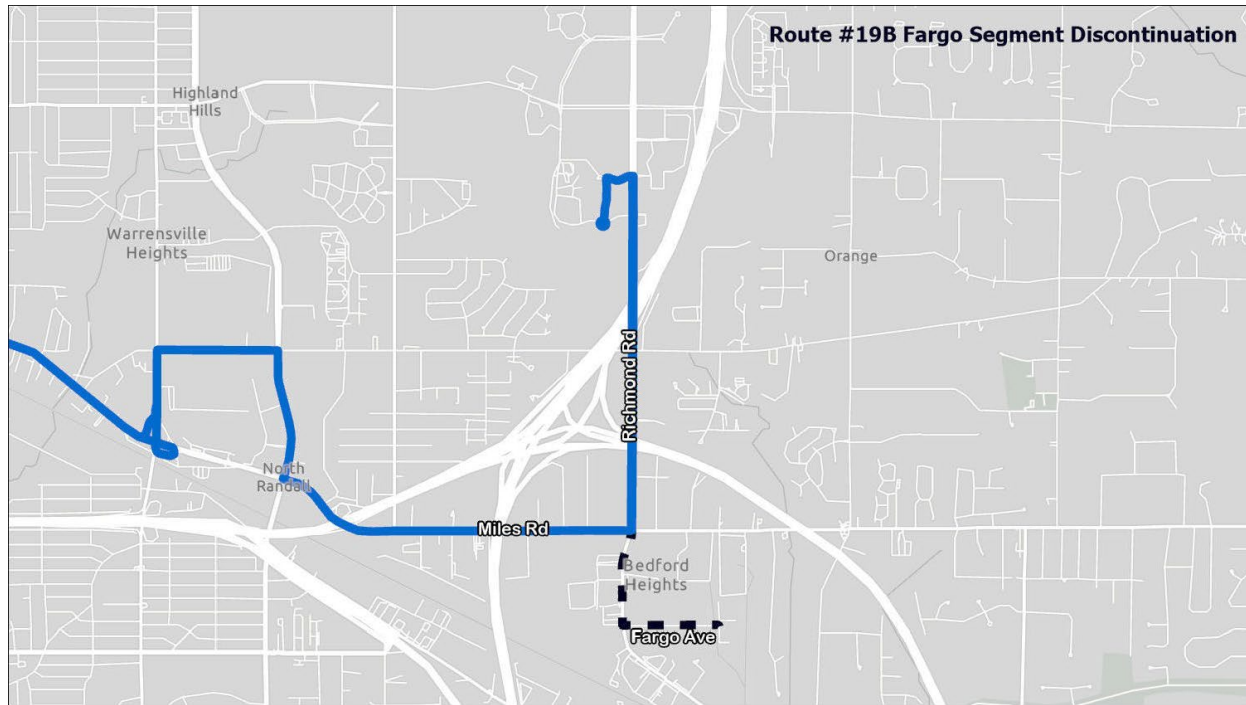 Route #19B Fargo Segment Discontinuation
Highland
Hills
Warrensville
Heights
Orange
Richmond Rd
North
Randall
Miles Rd
Bedford
Heights
Fargo Ave